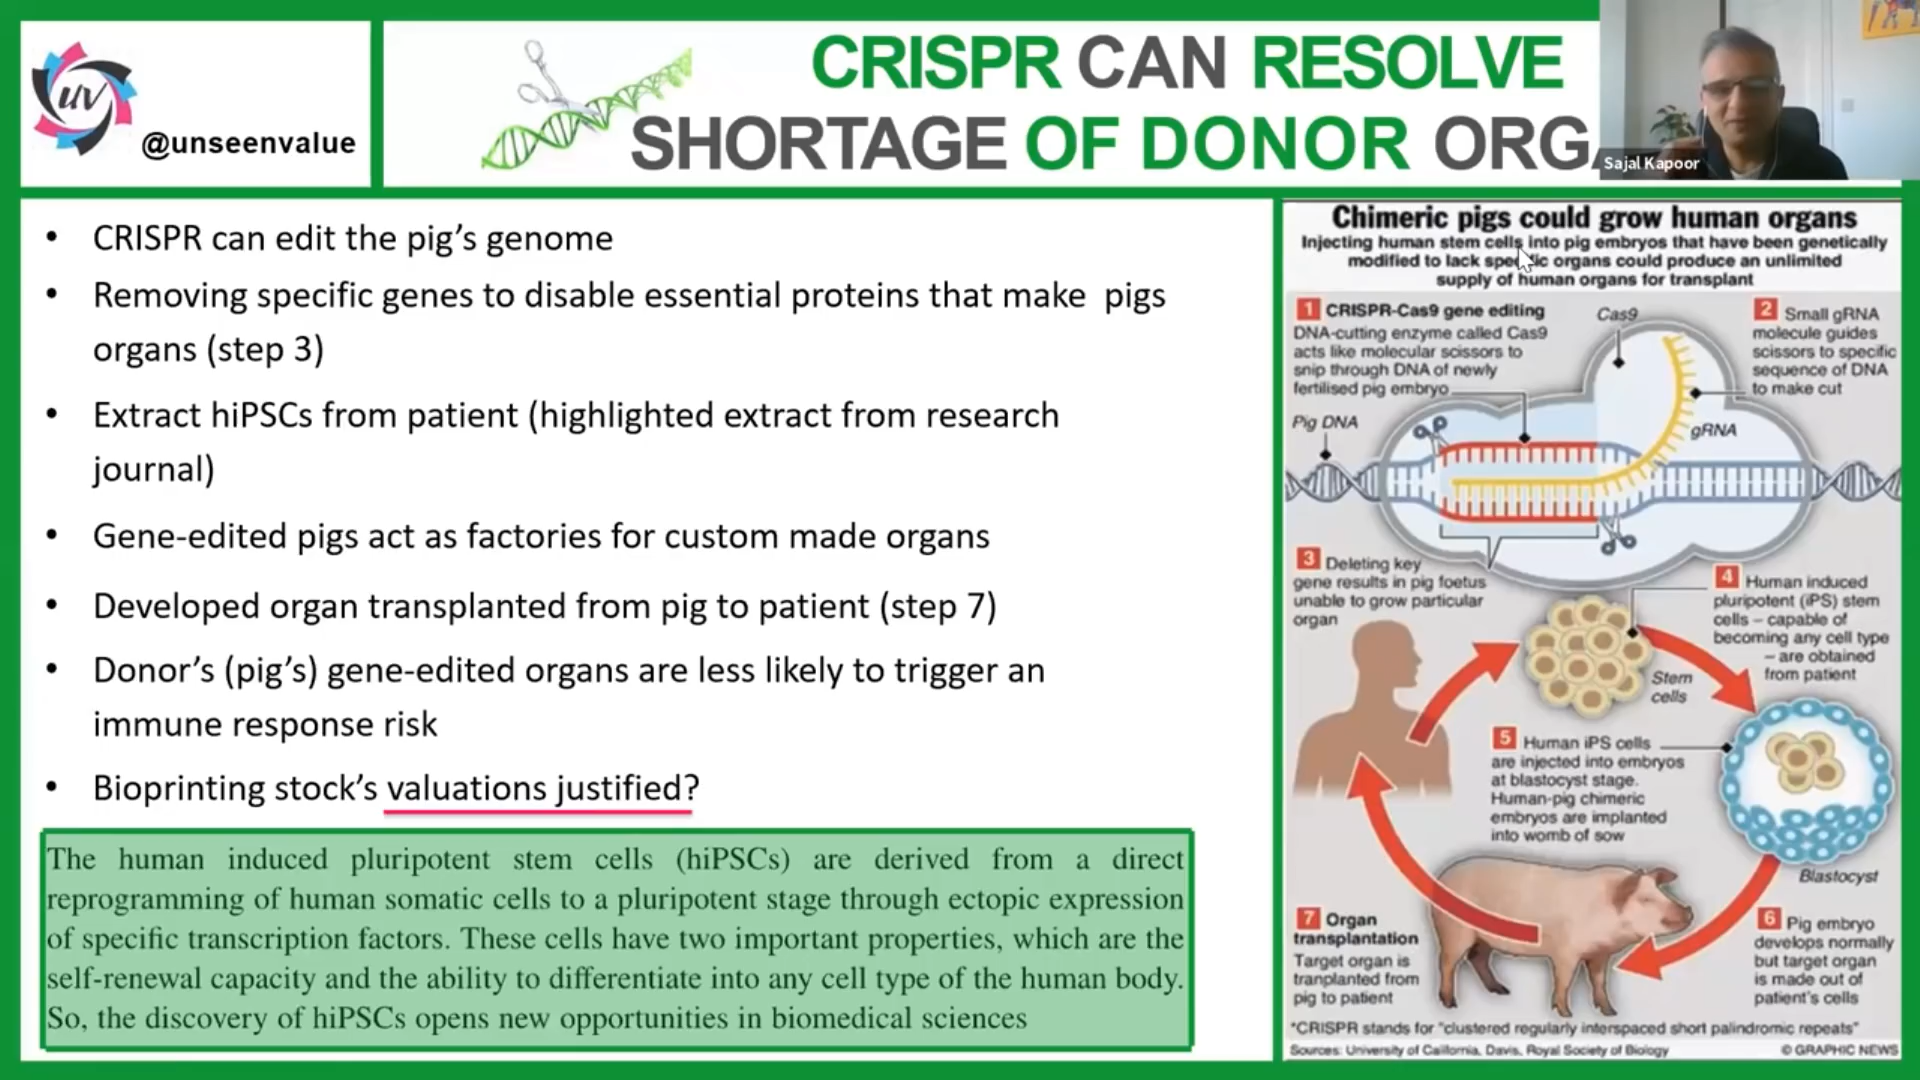 uv
@unseenvalue
CRISPR CAN RESOLVE
SHORTAGE OF DONOR ORG
Sajal Kapoor
• CRISPR can edit the pig's genome
• Removing specific genes to disable essential proteins that make pigs
organs (step 3)
• Extract hiPSCs from patient (highlighted extract from research
journal)
• Gene-edited pigs act as factories for custom made organs
• Developed organ transplanted from pig to patient (step 7)
• Donor's (pig's) gene-edited organs are less likely to trigger an
immune response risk
• Bioprinting stock's valuations justified?
The human induced pluripotent stem cells (hiPSCs) are derived from a direct
reprogramming of human somatic cells to a pluripotent stage through ectopic expression
of specific transcription factors. These cells have two important properties, which are the
self-renewal capacity and the ability to differentiate into any cell type of the human body.
So, the discovery of hiPSCs opens new opportunities in biomedical sciences
Chimeric pigs could grow human organs
Injecting human stem cells into pig embryos that have been genetically
modified to lack specific organs could produce an unlimited
supply of human organs for transplant
1 CRISPR-Cas9 gene editing
DNA-cutting enzyme called Cas9
acts like molecular scissors to
snip through DNA of newly
fertilised pig embryo
Cas9
2 Small gRNA
molecule guides
scissors to specific
sequence of DNA
to make cut
Pig DNA
gRNA
3 Deleting key
gene results in pig foetus
unable to grow particular
organ
4 Human induced
pluripotent (iPS) stem
cells – capable of
becoming any cell type
– are obtained
from patient
Stem
cells
5 Human iPS cells
are injected into embryos
at blastocyst stage.
Human-pig chimeric
embryos are implanted
into womb of sow
Blastocyst
6 Pig embryo
develops normally
but target organ
is made out of
patient's cells
7 Organ
transplantation
Target organ is
tranplanted from
pig to patient
*CRISPR stands for "clustered regularly interspaced short palindromic repeats"
Sources: University of California, Davis, Royal Society of Biology
© GRAPHIC NEWS